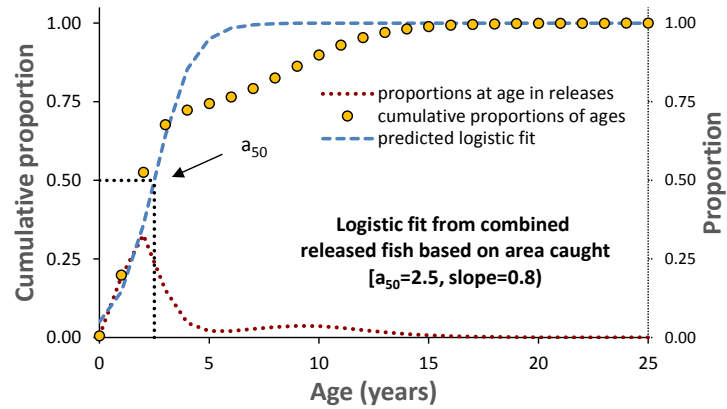 Cumulative proportion
1.00
0.75
0.50
0.25
0.00
1.00
0.75
0.50
0.25
0.00
Proportion
proportions at age in releases
cumulative proportions of ages
predicted logistic fit
a50
Logistic fit from combined
released fish based on area caught
[a50=2.5, slope=0.8)
0 5 10 15 20 25
Age (years)